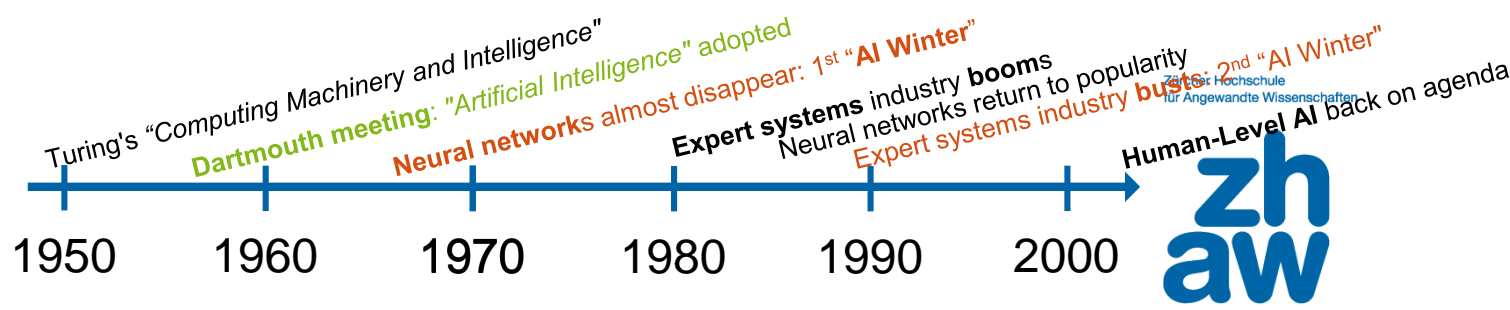 Turing's “Computing Machinery and Intelligence"
Dartmouth meeting: "Artificial Intelligence" adopted
Neural networks almost disappear: 1st “AI Winter”
Expert systems industry booms
Neural networks return to popularity
Expert systems industry busts: 2nd “AI Winter"
Human-Level AI back on agenda
Zürcher Hochschule
für Angewandte Wissenschaften
zh
aw
1950 1960 1970 1980 1990 2000